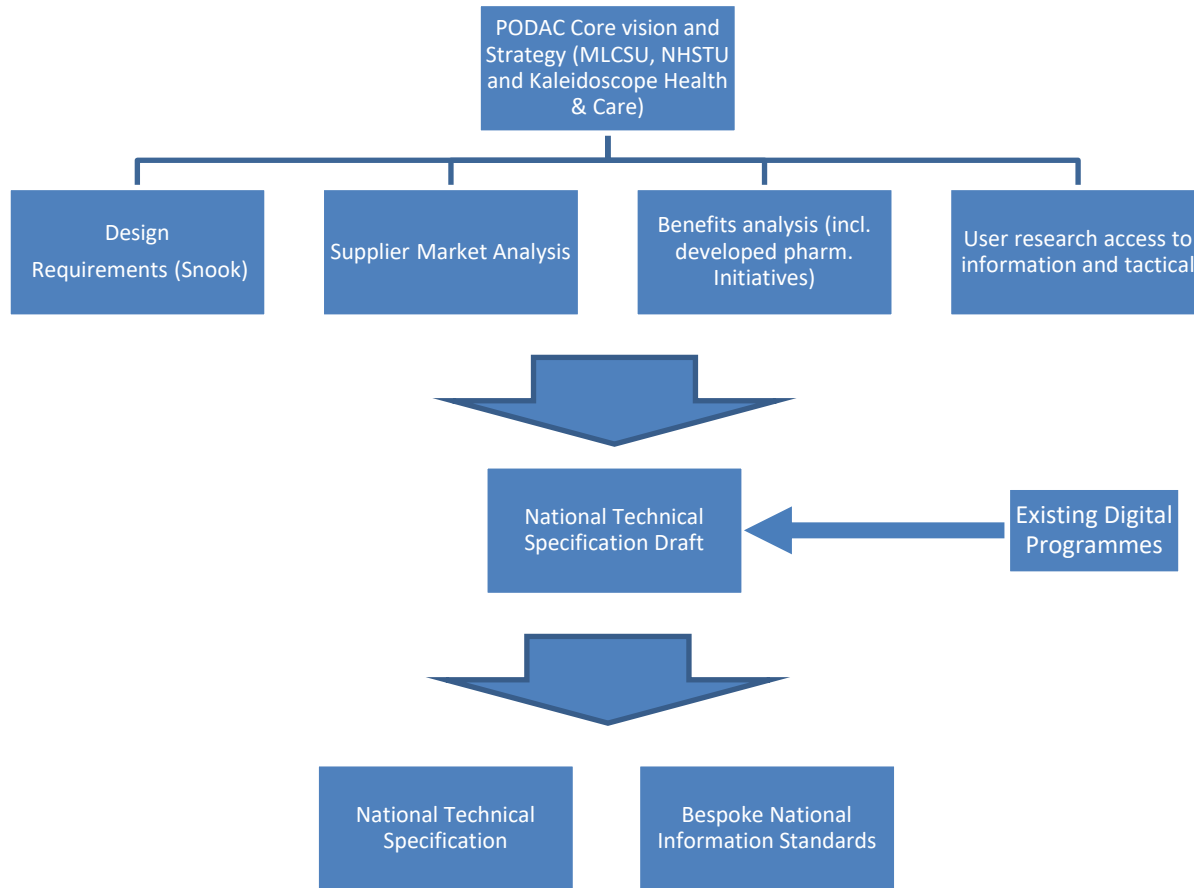 PODAC Core vision and
Strategy (MLCSU, NHSTU
and Kaleidoscope Health
& Care)
Design
Requirements (Snook)
Supplier Market Analysis
Benefits analysis (incl.
developed pharm.
Initiatives)
User research access to
information and tactical
National Technical
Specification Draft
Existing Digital
Programmes
National Technical
Specification
Bespoke National
Information Standards